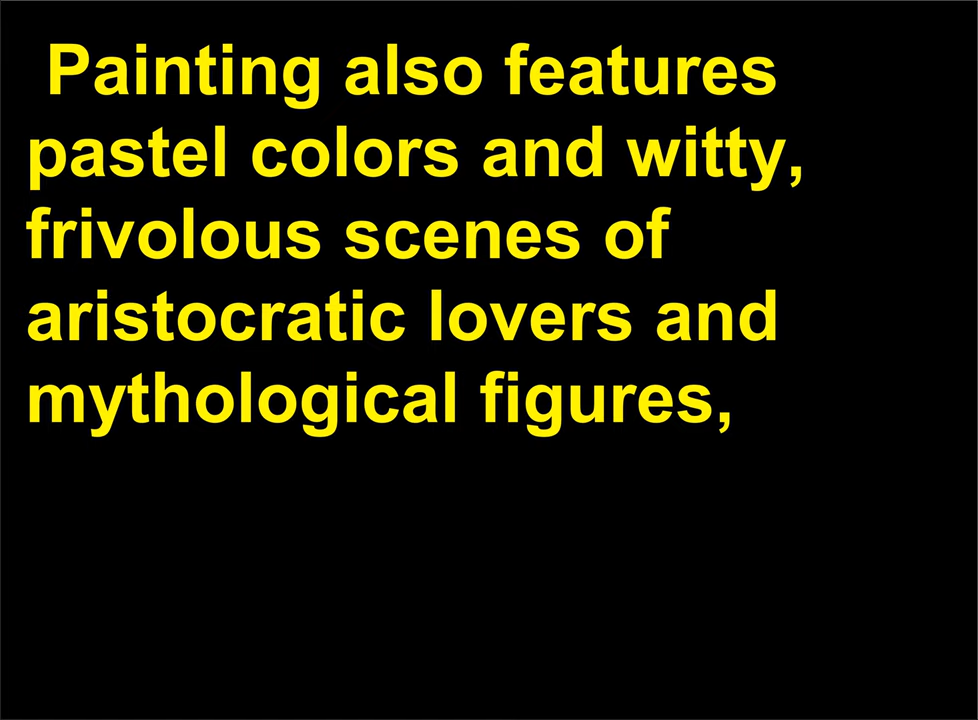 Painting also features
pastel colors and witty,
frivolous scenes of
aristocratic lovers and
mythological figures,